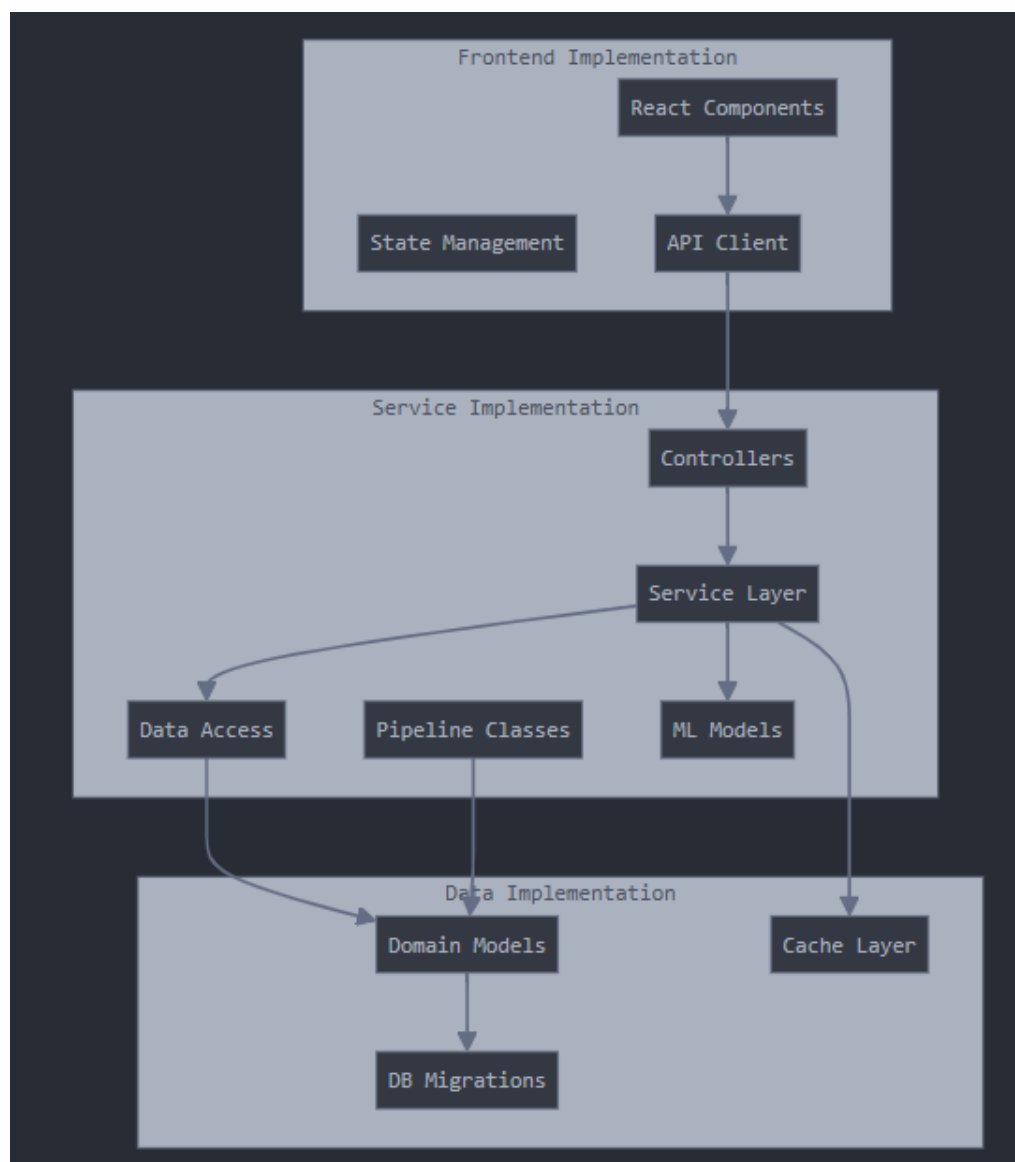 Frontend Implementation
React Components
State Management
API Client
Service Implementation
Controllers
Service Layer
Data Access
Pipeline Classes
ML Models
Data Implementation
Domain Models
Cache Layer
DB Migrations